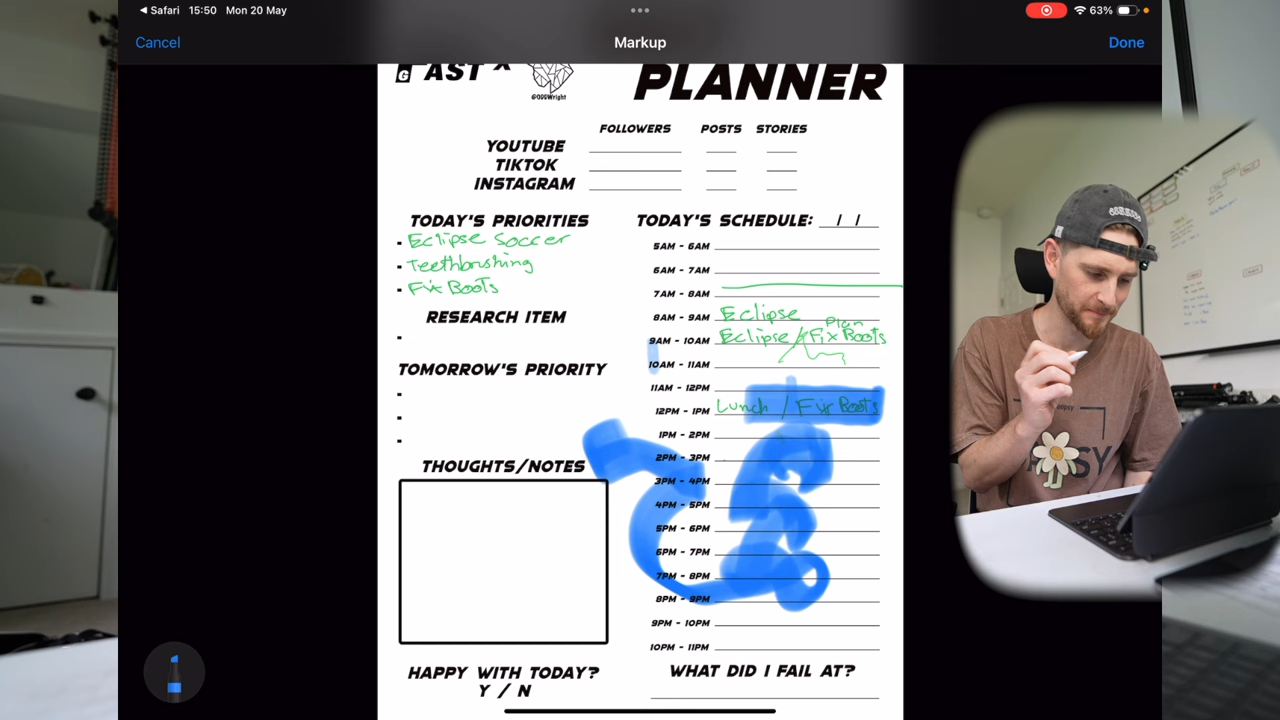 Safari 15:50 Mon 20 May
63%
Cancel
Markup
Done
AST X
G
@ODGWright
PLANNER
FOLLOWERS POSTS STORIES
YOUTUBE
TIKTOK
INSTAGRAM
TODAY'S PRIORITIES
- Eclipse Soccer
- Teethbrushing
- Fix Boots
RESEARCH ITEM
-
TOMORROW'S PRIORITY
-
-
-
THOUGHTS/NOTES
HAPPY WITH TODAY?
Y / N
TODAY'S SCHEDULE: / /
5AM - 6AM
6AM - 7AM
7AM - 8AM
8AM - 9AM Eclipse
Plan
9AM - 10AM Eclipse / Fix Boots
10AM - 11AM
11AM - 12PM
12PM - 1PM Lunch / Fix Boots
1PM - 2PM
2PM - 3PM
3PM - 4PM
4PM - 5PM
5PM - 6PM
6PM - 7PM
7PM - 8PM
8PM - 9PM
9PM - 10PM
10PM - 11PM
WHAT DID I FAIL AT?